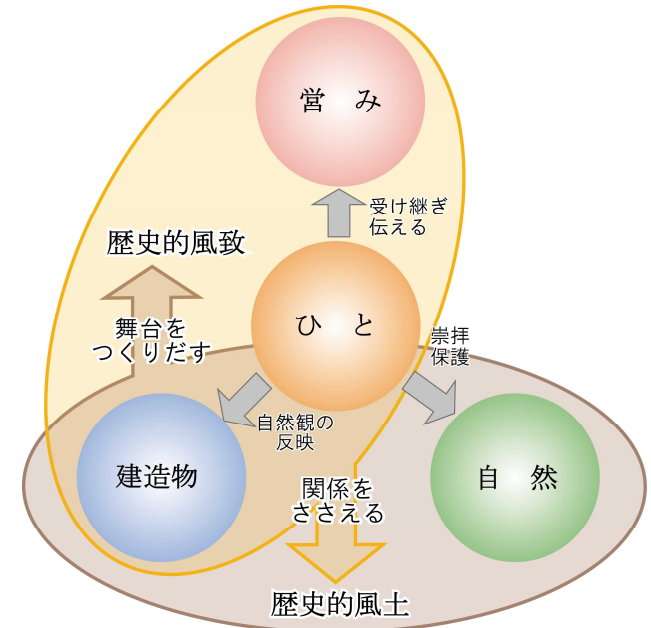 営　み
受け継ぎ
伝える
歴史的風致
ひ　と
舞台を
つくりだす
崇拝
保護
自然観の
反映
建造物
自　然
関係を
ささえる
歴史的風土